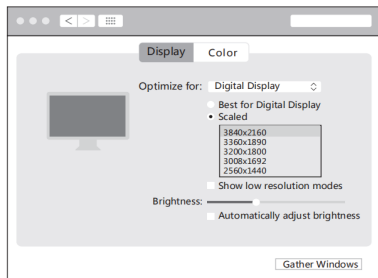 Display Color
Optimize for: Digital Display
Best for Digital Display
Scaled
3840x2160
3360x1890
3200x1800
3008x1692
2560x1440
Show low resolution modes
Brightness:
Automatically adjust brightness
Gather Windows